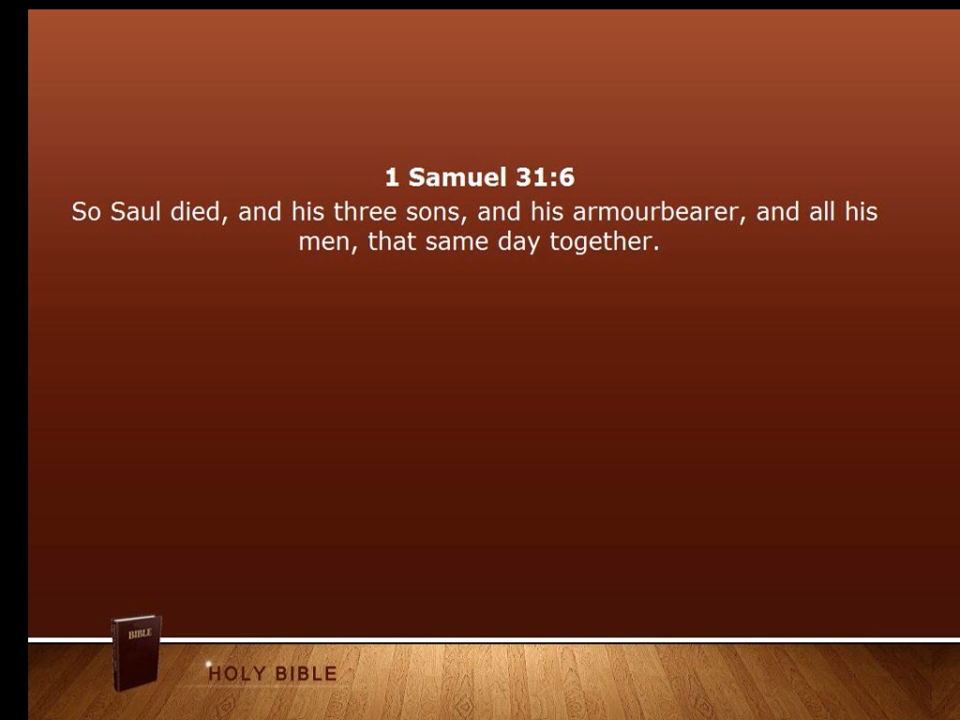 1 Samuel 31:6
So Saul died, and his three sons, and his armourbearer, and all his
men, that same day together.
BIBLE
HOLY BIBLE